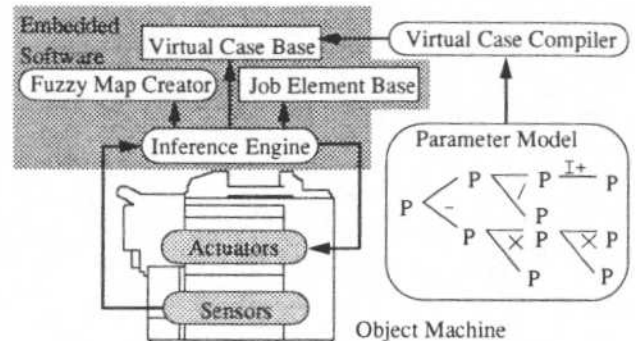 Embedded
Software
Virtual Case Base
Virtual Case Compiler
Fuzzy Map Creator
Job Element Base
Inference Engine
Parameter Model
P P I+ P
P - / P
P × P × P
P P
Actuators
Sensors
Object Machine